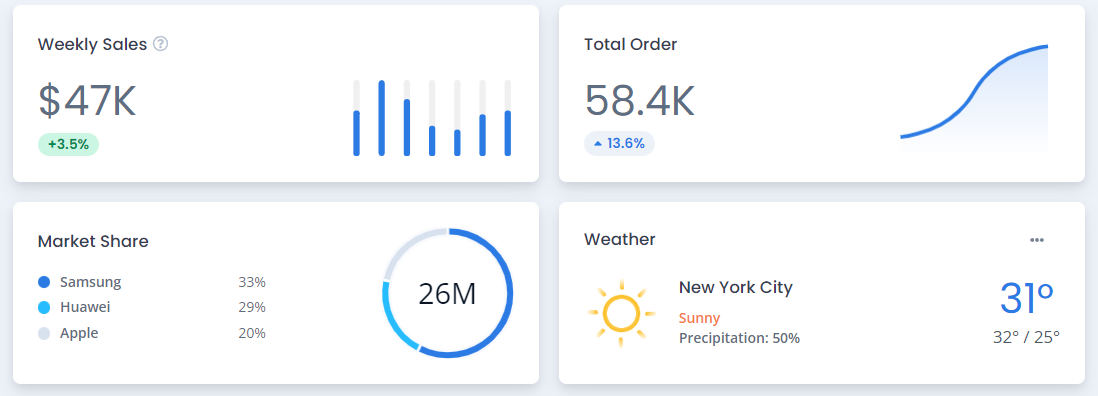 Weekly Sales ?
$47K
+3.5%
Total Order
58.4K
13.6%
Market Share
Samsung 33%
Huawei 29%
Apple 20%
26M
Weather
New York City
Sunny
Precipitation: 50%
31°
32° / 25°